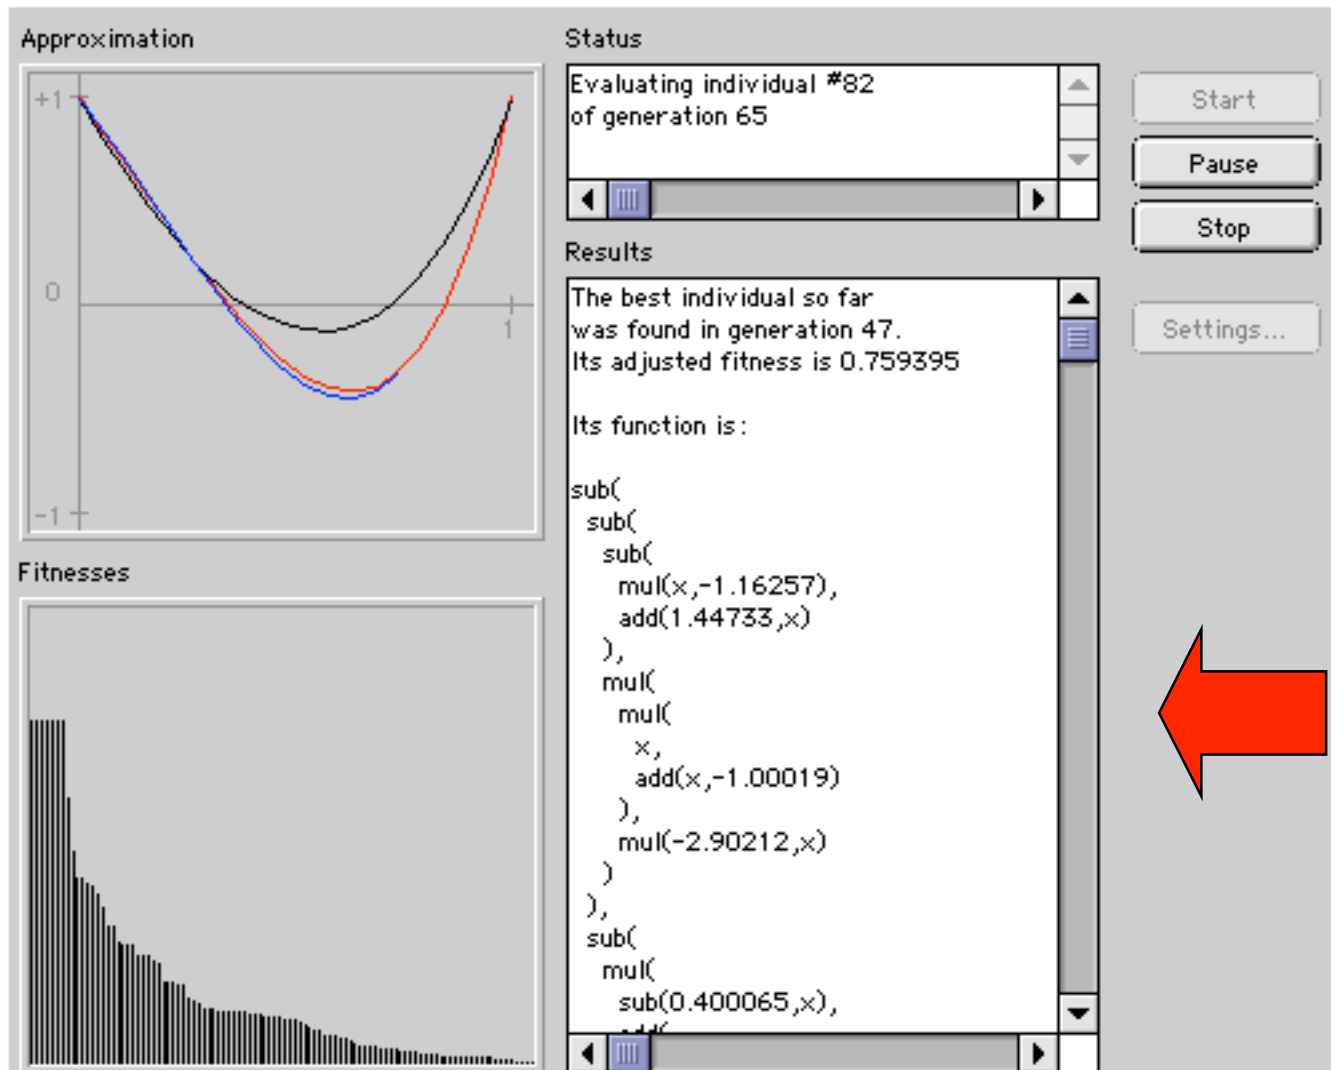 Approximation
+1
0
1
-1
Fitnesses
Status
Evaluating individual #82
of generation 65
Results
The best individual so far
was found in generation 47.
Its adjusted fitness is 0.759395
Its function is:
sub(
sub(
sub(
mul(x,-1.16257),
add(1.44733,x)
),
mul(
mul(
x,
add(x,-1.00019)
),
mul(-2.90212,x)
)
),
sub(
mul(
sub(0.400065,x),
Start
Pause
Stop
Settings...